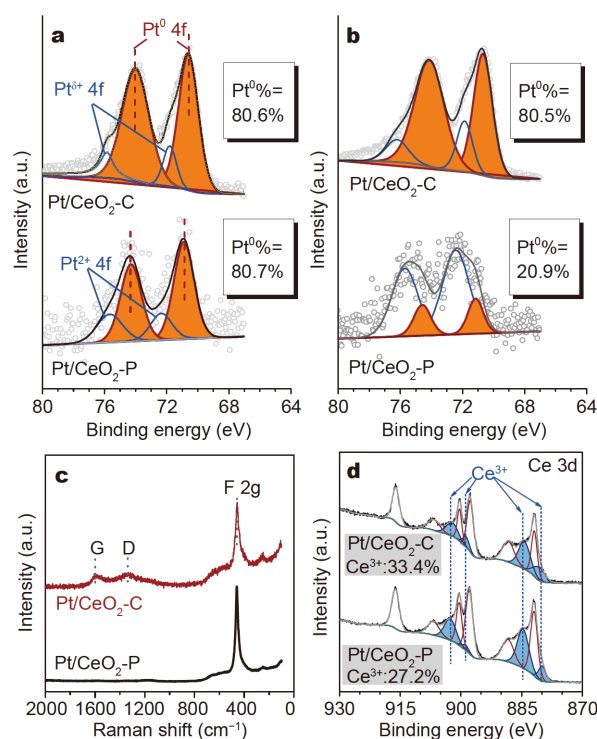 a
Pt⁰ 4f
Ptᵟ⁺ 4f
Pt⁰%=
80.6%
Pt/CeO₂-C
Pt²⁺ 4f
Pt⁰%=
80.7%
Pt/CeO₂-P
Intensity (a.u.)
80 76 72 68 64
Binding energy (eV)
b
Pt⁰%=
80.5%
Pt/CeO₂-C
Pt⁰%=
20.9%
Pt/CeO₂-P
Intensity (a.u.)
80 76 72 68 64
Binding energy (eV)
c
F 2g
G D
Pt/CeO₂-C
Pt/CeO₂-P
Intensity (a.u.)
2000 1600 1200 800 400 0
Raman shift (cm⁻¹)
d
Ce 3d
Ce³⁺
Pt/CeO₂-C
Ce³⁺:33.4%
Pt/CeO₂-P
Ce³⁺:27.2%
Intensity (a.u.)
930 915 900 885 870
Binding energy (eV)